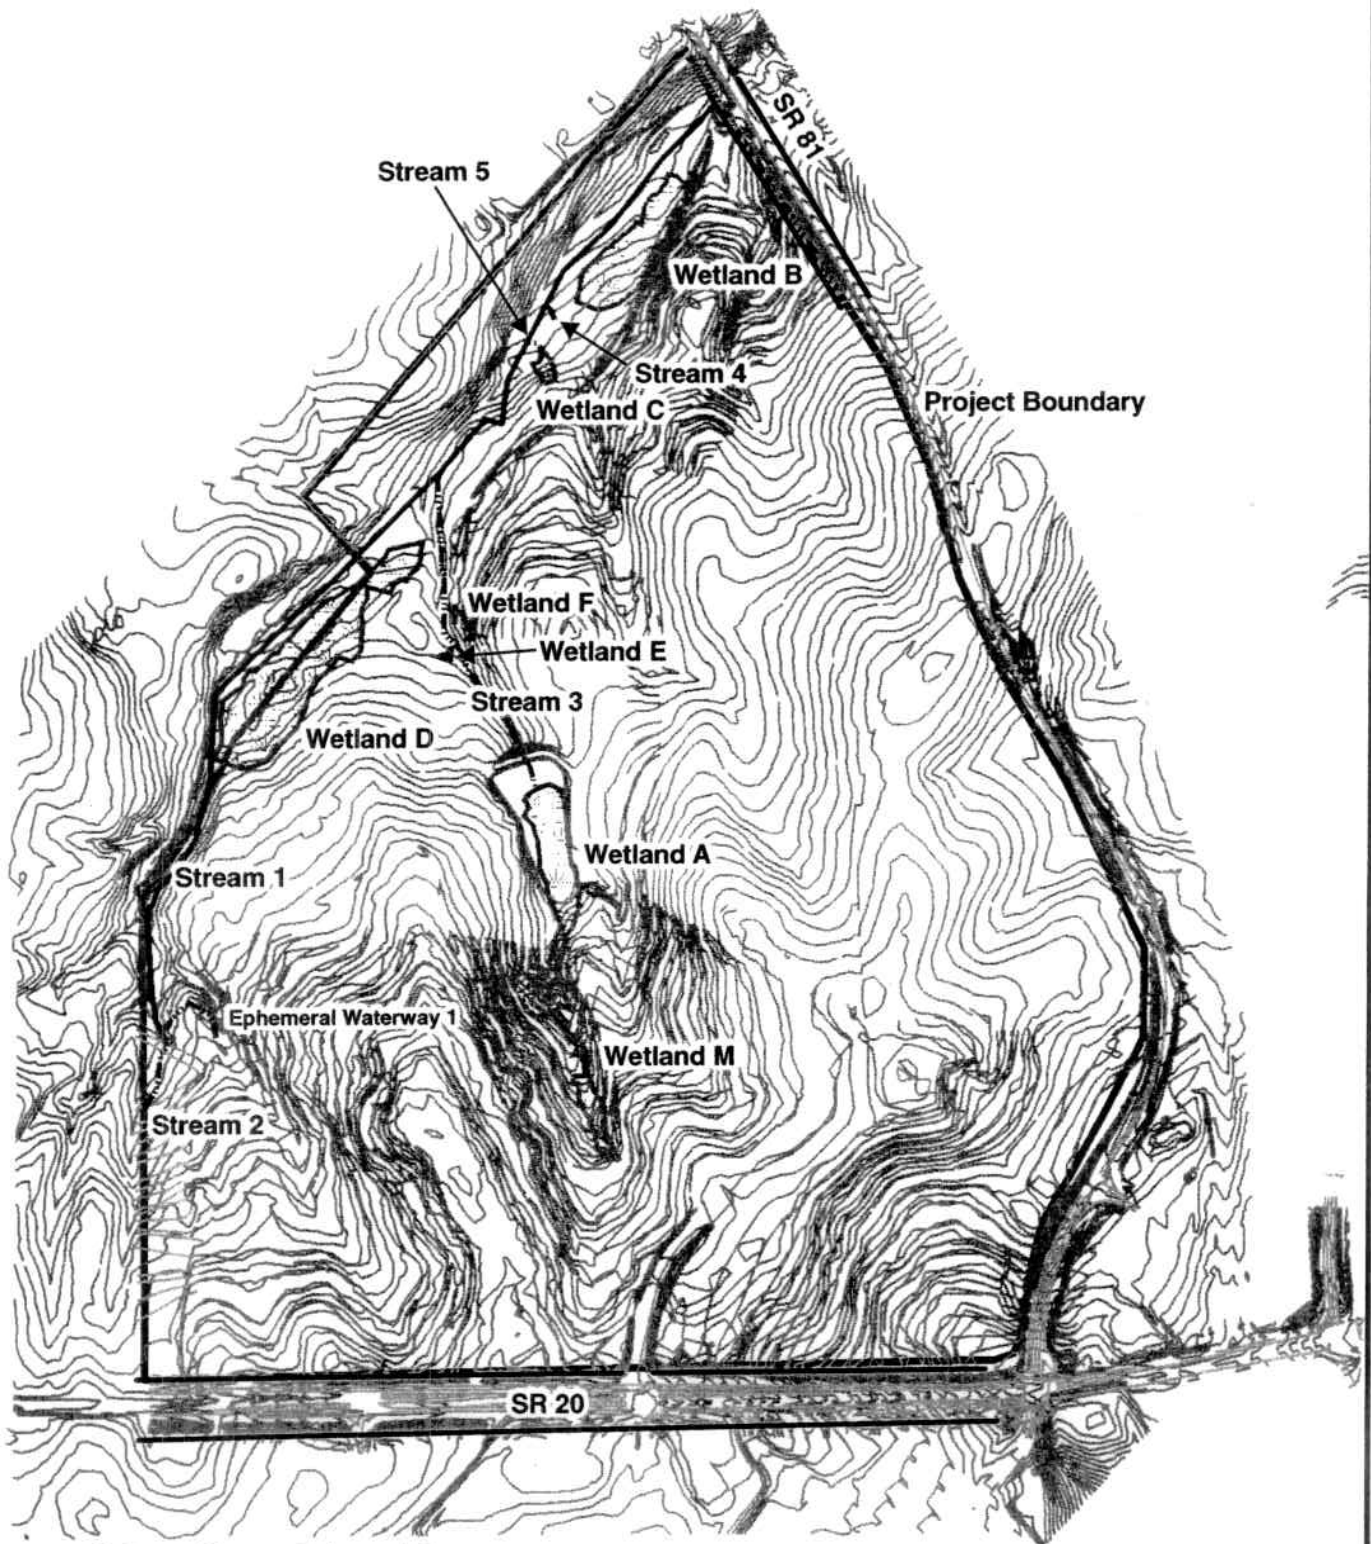 SR 81
Stream 5
Wetland B
Stream 4
Wetland C
Project Boundary
Wetland F
Wetland E
Stream 3
Wetland D
Wetland A
Stream 1
Ephemeral Waterway 1
Wetland M
Stream 2
SR 20